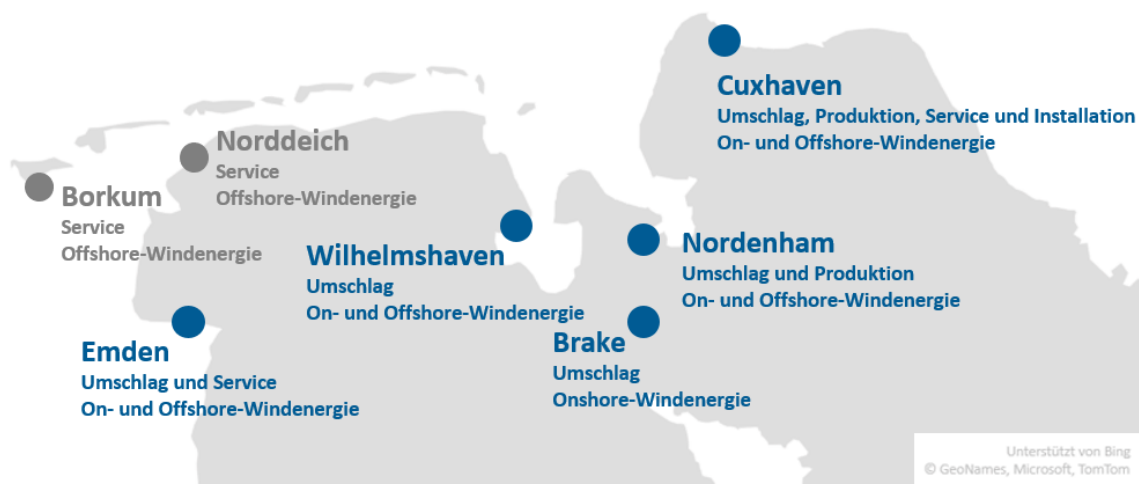 Cuxhaven
Umschlag, Produktion, Service und Installation
On- und Offshore-Windenergie
Norddeich
Service
Offshore-Windenergie
Borkum
Service
Offshore-Windenergie
Wilhelmshaven
Umschlag
On- und Offshore-Windenergie
Nordenham
Umschlag und Produktion
On- und Offshore-Windenergie
Emden
Umschlag und Service
On- und Offshore-Windenergie
Brake
Umschlag
Onshore-Windenergie
Unterstützt von Bing
© GeoNames, Microsoft, TomTom